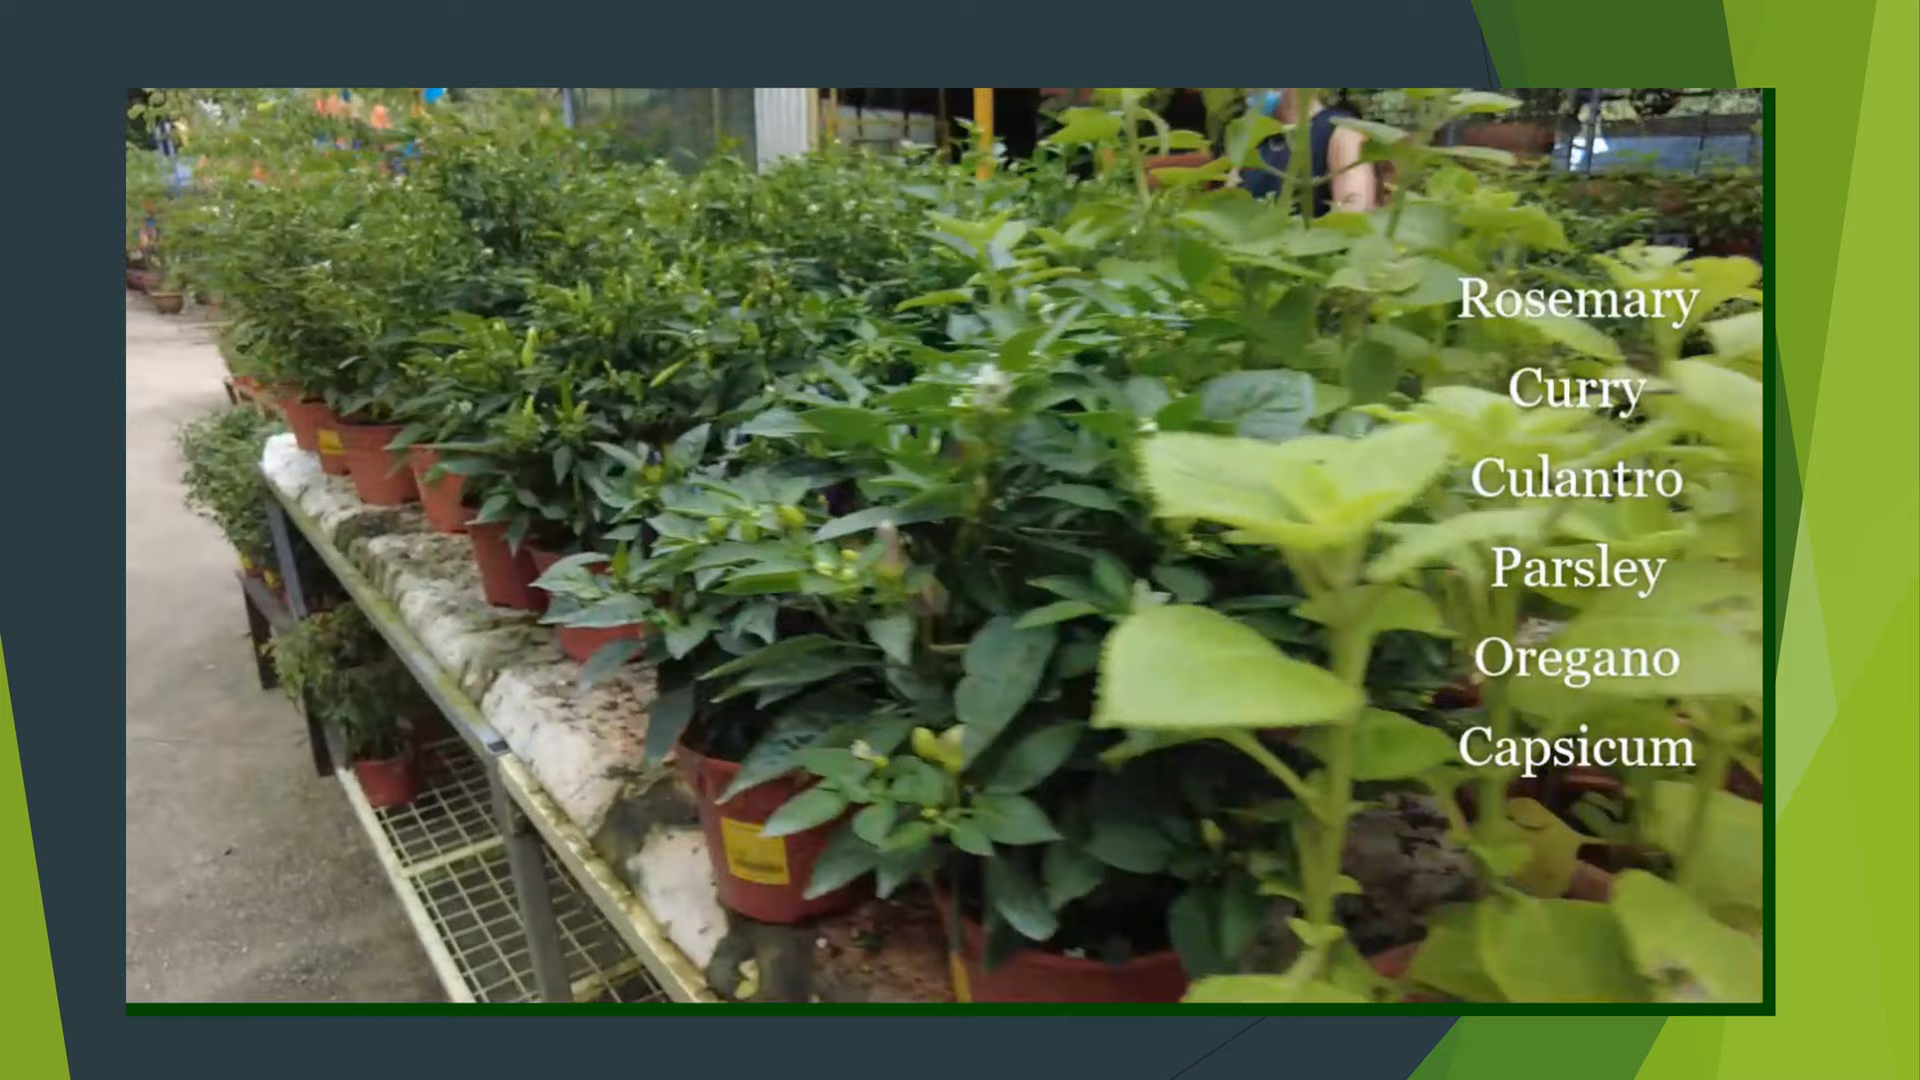 Rosemary
Curry
Culantro
Parsley
Oregano
Capsicum